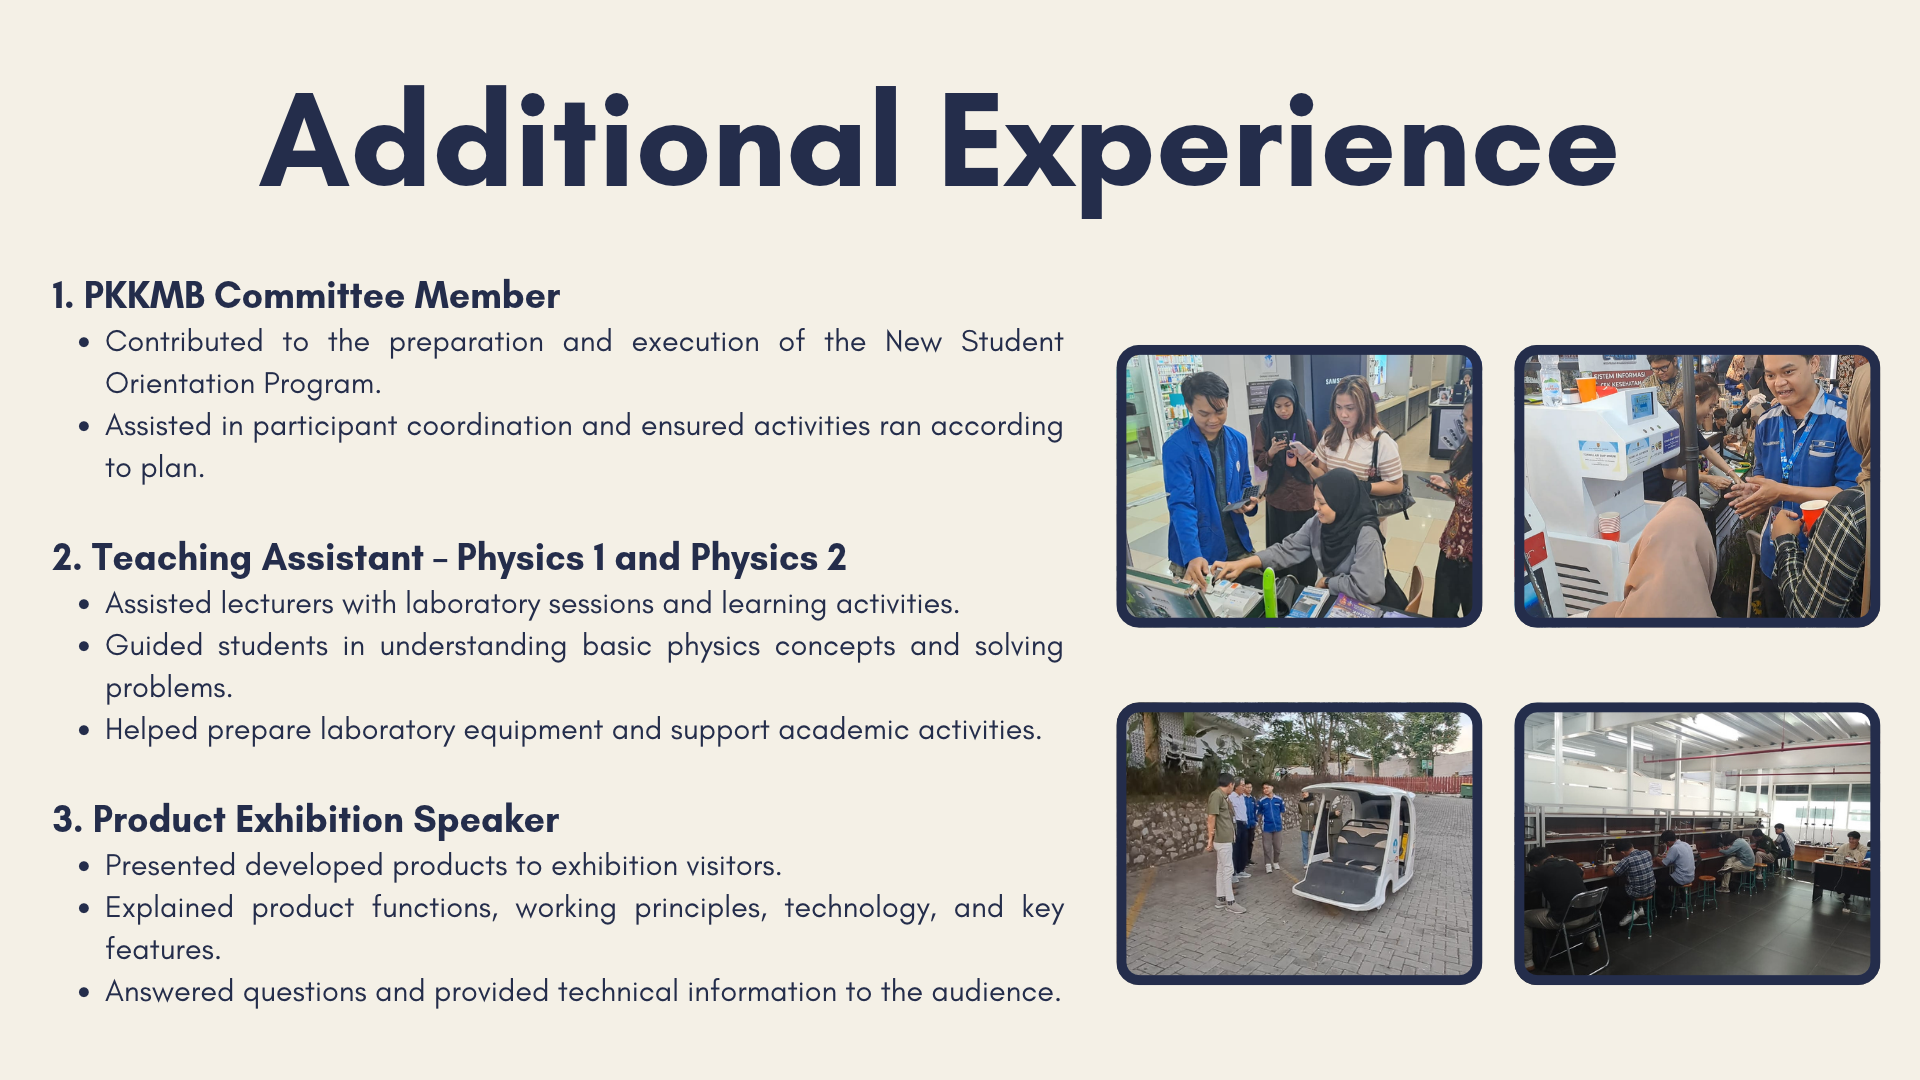 Additional Experience
1. PKKMB Committee Member
• Contributed to the preparation and execution of the New Student
Orientation Program.
• Assisted in participant coordination and ensured activities ran according
to plan.
2. Teaching Assistant – Physics 1 and Physics 2
• Assisted lecturers with laboratory sessions and learning activities.
• Guided students in understanding basic physics concepts and solving
problems.
• Helped prepare laboratory equipment and support academic activities.
3. Product Exhibition Speaker
• Presented developed products to exhibition visitors.
• Explained product functions, working principles, technology, and key
features.
• Answered questions and provided technical information to the audience.
SISTEM INFORMASI